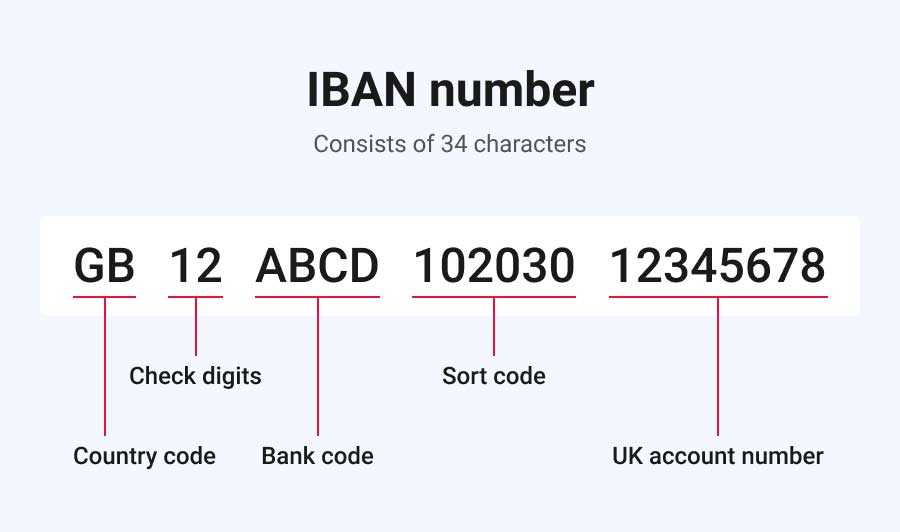 IBAN number
Consists of 34 characters
GB 12 ABCD 102030 12345678
Check digits
Sort code
Country code
Bank code
UK account number